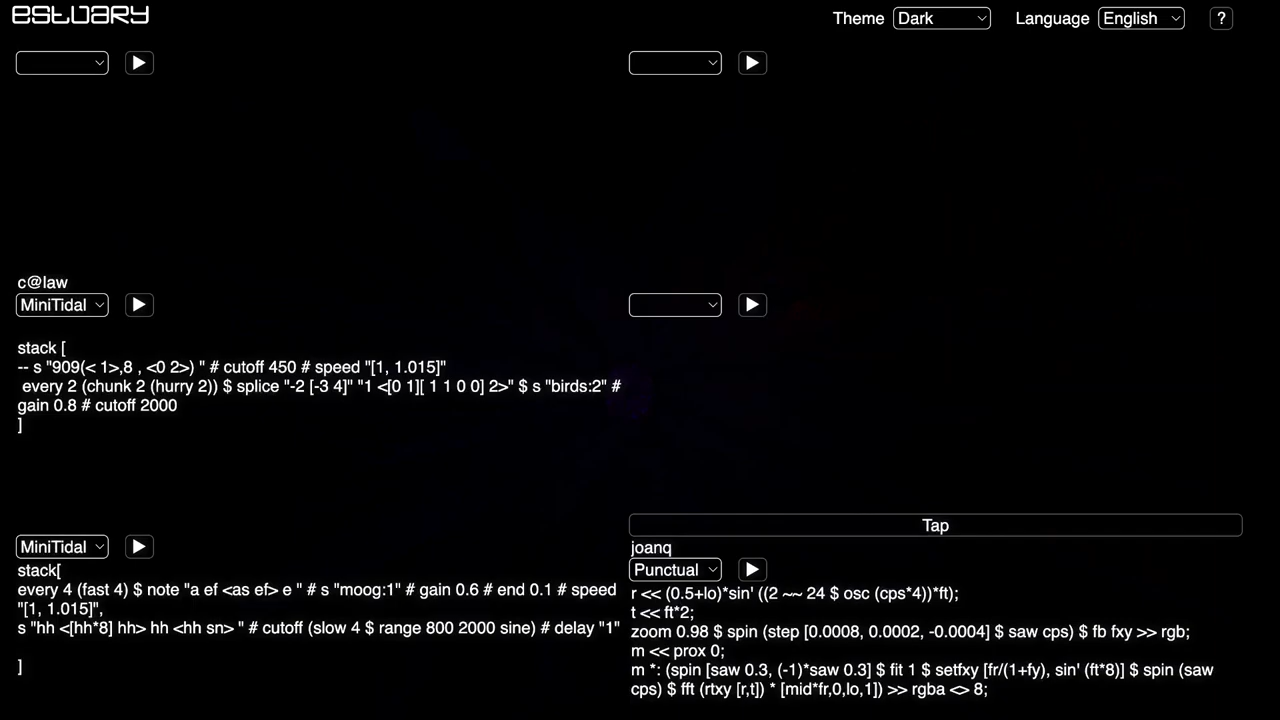 estuary
Theme Dark Language English ?
c@law
MiniTidal
stack [
-- s "909(< 1>,8 , <0 2>) " # cutoff 450 # speed "[1, 1.015]"
every 2 (chunk 2 (hurry 2)) $ splice "-2 [-3 4]" "1 <[0 1][ 1 1 0 0] 2>" $ s "birds:2" #
gain 0.8 # cutoff 2000
]
MiniTidal
stack[
every 4 (fast 4) $ note "a ef <as ef> e " # s "moog:1" # gain 0.6 # end 0.1 # speed
"[1, 1.015]",
s "hh <[hh*8] hh> hh <hh sn> " # cutoff (slow 4 $ range 800 2000 sine) # delay "1"
]
Tap
joanq
Punctual
r << (0.5+lo)*sin' ((2 ~~ 24 $ osc (cps*4))*ft);
t << ft*2;
zoom 0.98 $ spin (step [0.0008, 0.0002, -0.0004] $ saw cps) $ fb fxy >> rgb;
m << prox 0;
m *: (spin [saw 0.3, (-1)*saw 0.3] $ fit 1 $ setfxy [fr/(1+fy), sin' (ft*8)] $ spin (saw
cps) $ fft (rtxy [r,t]) * [mid*fr,0,lo,1]) >> rgba <> 8;